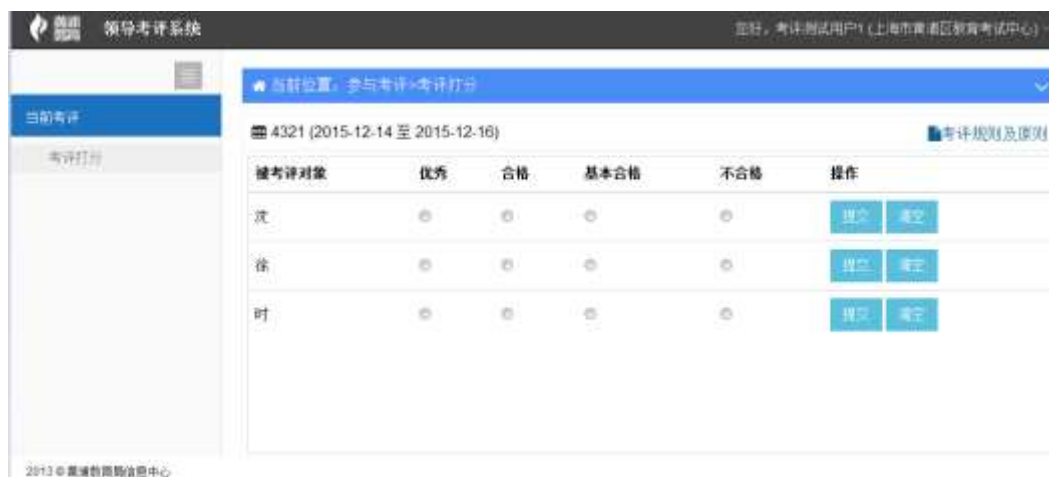 黄浦教育 领导考评系统 您好，考评测试用户1 (上海市黄浦区教育考试中心)
当前位置：参与考评>考评打分
当前考评
4321 (2015-12-14 至 2015-12-16) 考评规则及原则
考评打分
被考评对象 优秀 合格 基本合格 不合格 操作
沈 提交 清空
徐 提交 清空
时 提交 清空
2013 © 黄浦教育局信息中心